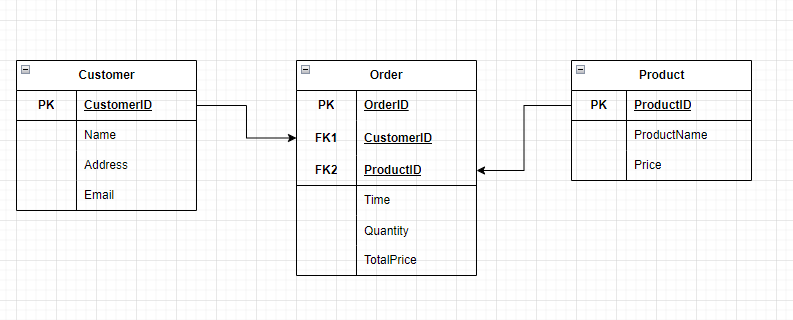 Customer
PK CustomerID
Name
Address
Email
Order
PK OrderID
FK1 CustomerID
FK2 ProductID
Time
Quantity
TotalPrice
Product
PK ProductID
ProductName
Price